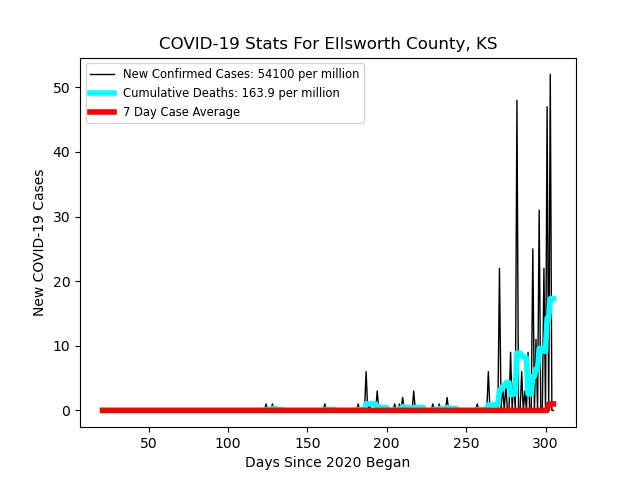 COVID-19 Stats For Ellsworth County, KS
New Confirmed Cases: 54100 per million
Cumulative Deaths: 163.9 per million
7 Day Case Average
New COVID-19 Cases
50
40
30
20
10
0
50 100 150 200 250 300
Days Since 2020 Began